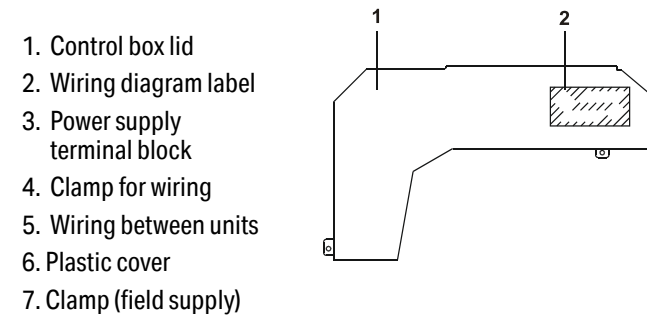 1. Control box lid
2. Wiring diagram label
3. Power supply
terminal block
4. Clamp for wiring
5. Wiring between units
6. Plastic cover
7. Clamp (field supply)
1 2